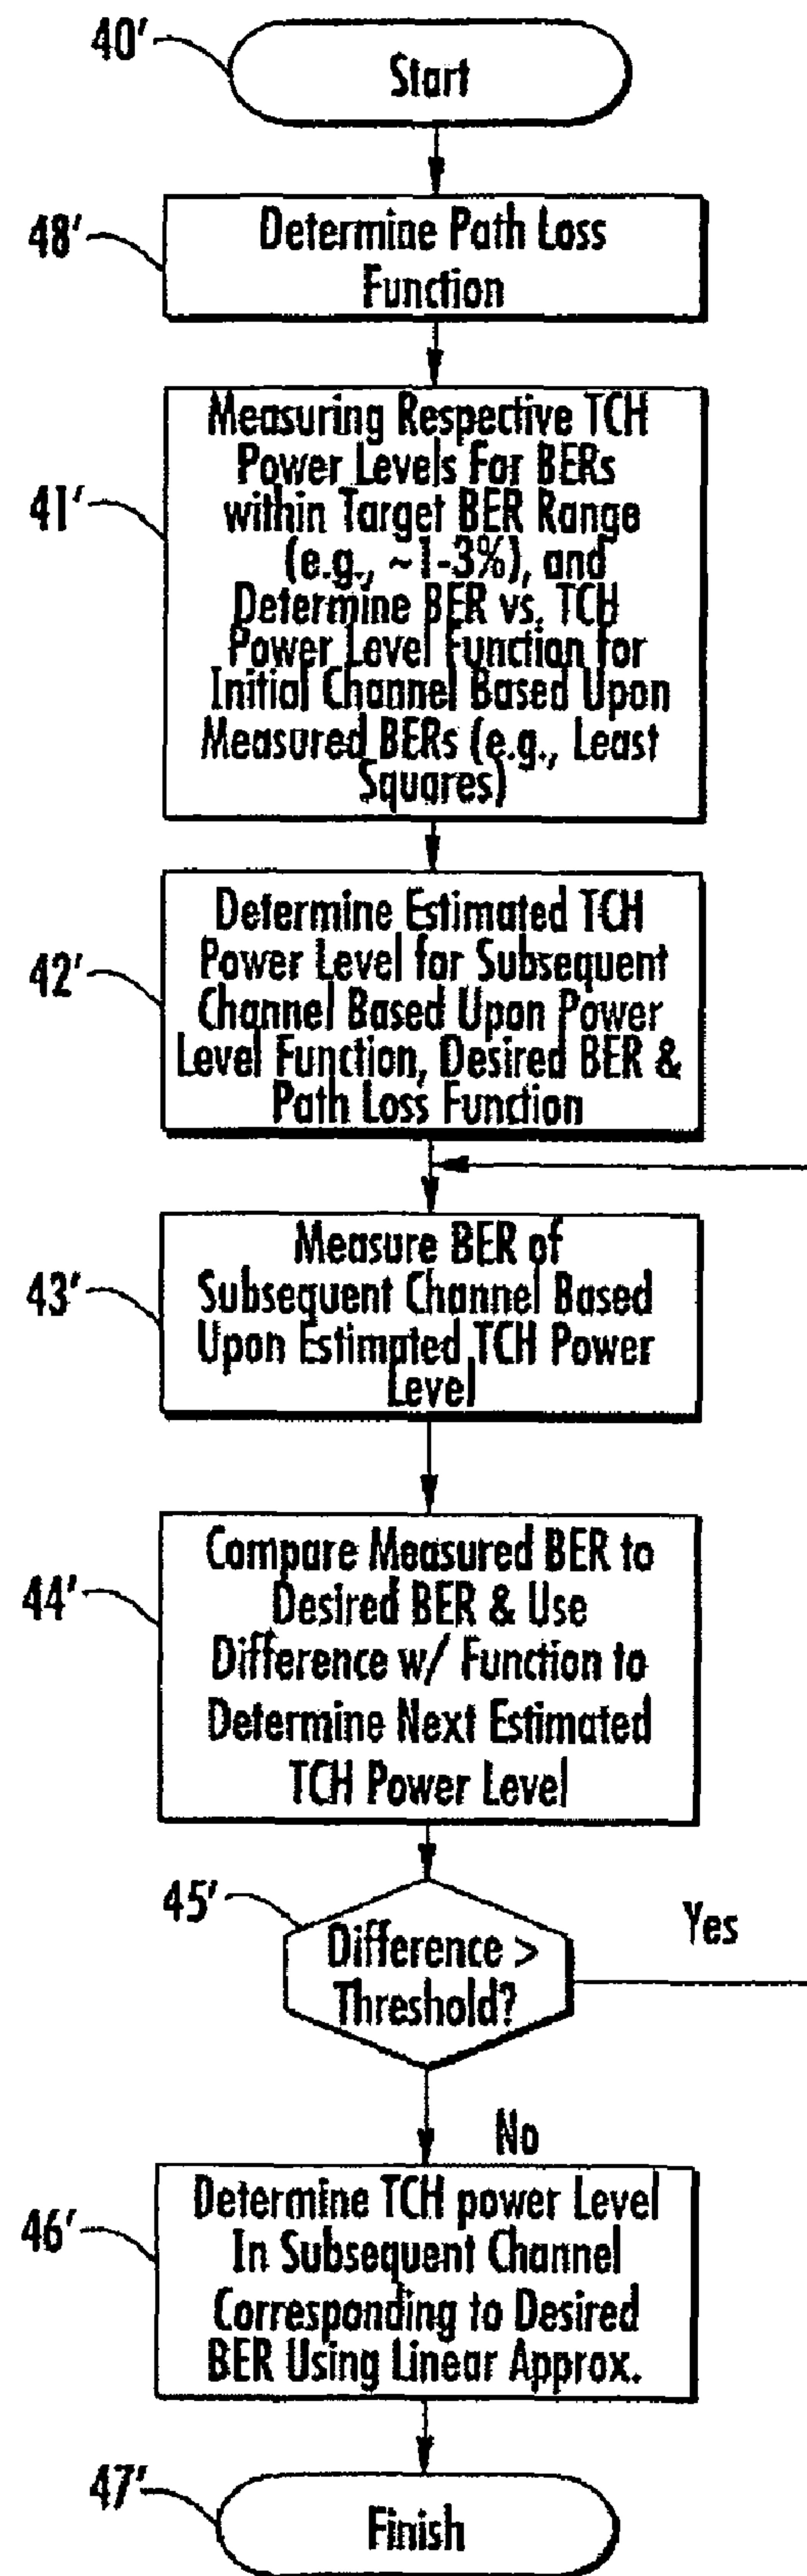 40'
Start
48'
Determine Path Loss
Function
41'
Measuring Respective TCH
Power Levels For BERs
within Target BER Range
(e.g., ~1-3%), and
Determine BER vs. TCH
Power Level Function for
Initial Channel Based Upon
Measured BERs (e.g., Least
Squares)
42'
Determine Estimated TCH
Power Level for Subsequent
Channel Based Upon Power
Level Function, Desired BER &
Path Loss Function
43'
Measure BER of
Subsequent Channel Based
Upon Estimated TCH Power
Level
44'
Compare Measured BER to
Desired BER & Use
Difference w/ Function to
Determine Next Estimated
TCH Power Level
45'
Difference >
Threshold?
Yes
No
46'
Determine TCH power Level
In Subsequent Channel
Corresponding to Desired
BER Using Linear Approx.
47'
Finish